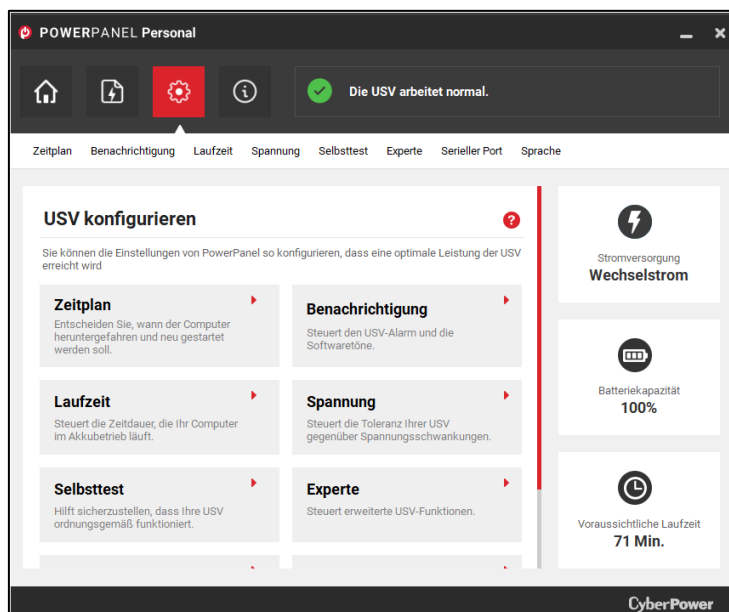 POWERPANEL Personal
Die USV arbeitet normal.
Zeitplan Benachrichtigung Laufzeit Spannung Selbsttest Experte Serieller Port Sprache
USV konfigurieren
?
Sie können die Einstellungen von PowerPanel so konfigurieren, dass eine optimale Leistung der USV
erreicht wird
Zeitplan
Entscheiden Sie, wann der Computer
heruntergefahren und neu gestartet
werden soll.
Benachrichtigung
Steuert den USV-Alarm und die
Softwaretöne.
Laufzeit
Steuert die Zeitdauer, die Ihr Computer
im Akkubetrieb läuft.
Spannung
Steuert die Toleranz Ihrer USV
gegenüber Spannungsschwankungen.
Selbsttest
Hilft sicherzustellen, dass Ihre USV
ordnungsgemäß funktioniert.
Experte
Steuert erweiterte USV-Funktionen.
Stromversorgung
Wechselstrom
Batteriekapazität
100%
Voraussichtliche Laufzeit
71 Min.
CyberPower